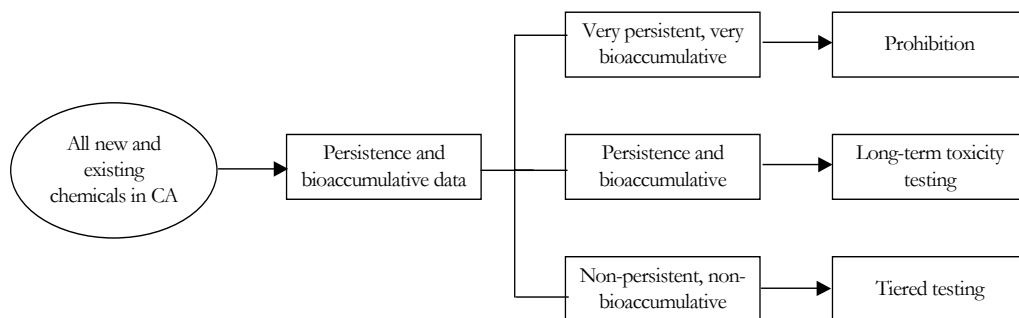 All new and
existing
chemicals in CA
Persistence and
bioaccumulative data
Very persistent, very
bioaccumulative
Prohibition
Persistence and
bioaccumulative
Long-term toxicity
testing
Non-persistent, non-
bioaccumulative
Tiered testing